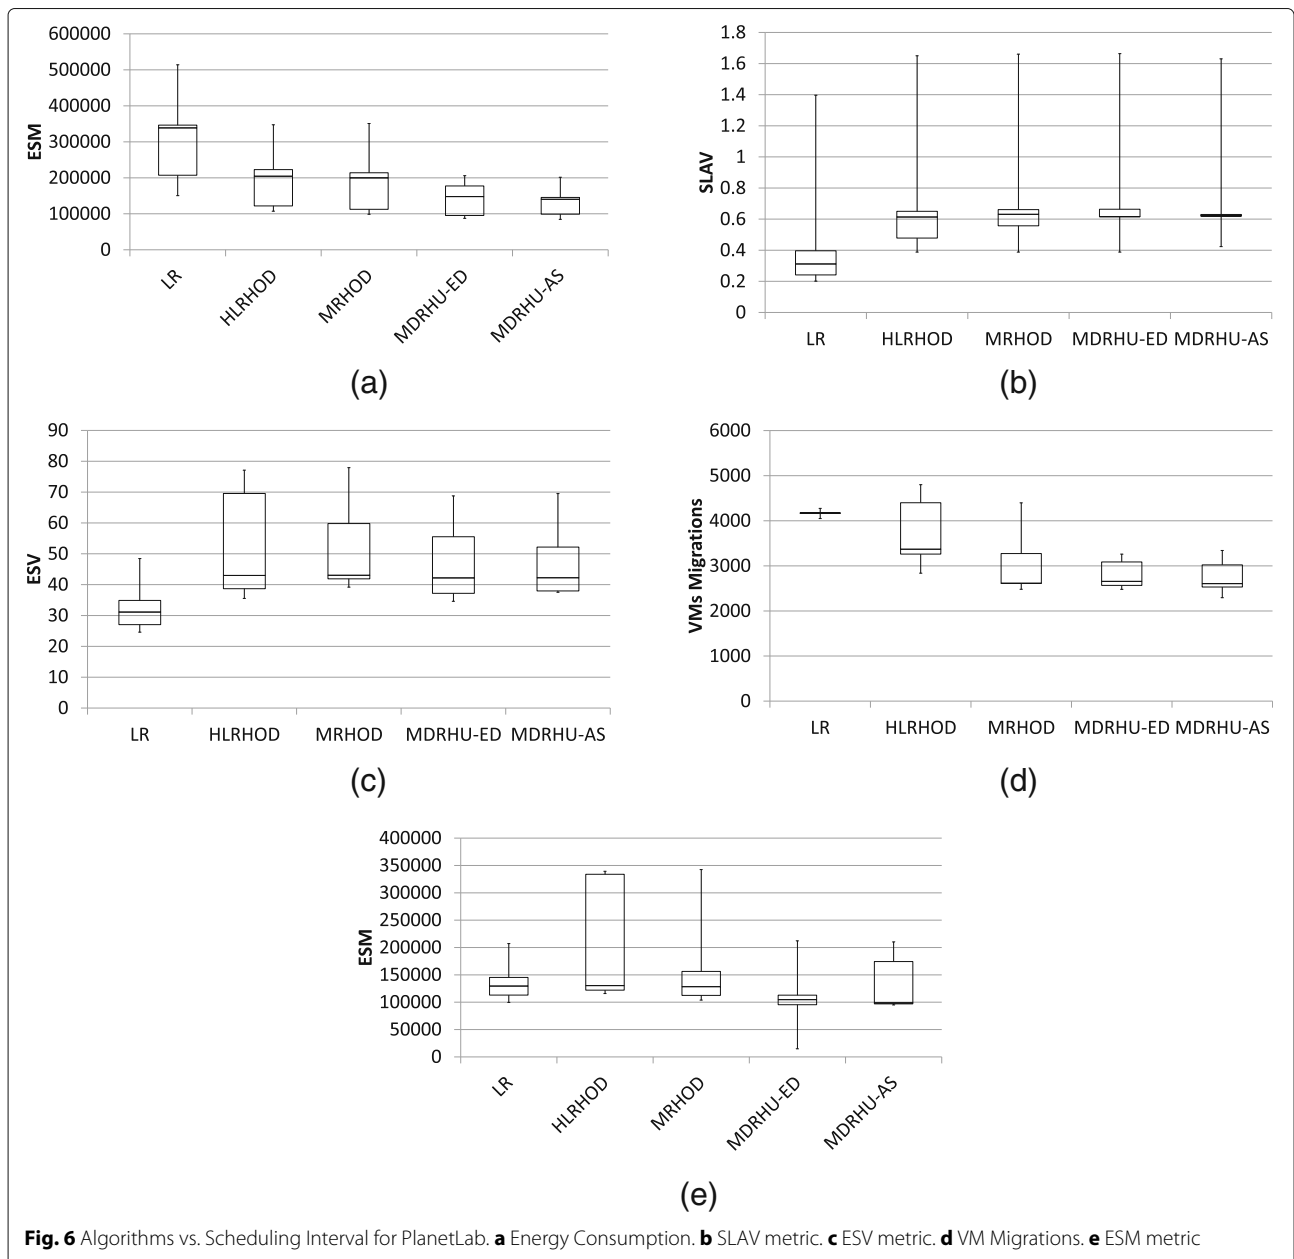 600000
500000
400000
300000
200000
100000
0
ESM
LR
HLRHOD
MRHOD
MDRHU-ED
MDRHU-AS
(a)
1.8
1.6
1.4
1.2
1
0.8
0.6
0.4
0.2
0
SLAV
LR
HLRHOD
MRHOD
MDRHU-ED
MDRHU-AS
(b)
90
80
70
60
50
40
30
20
10
0
ESV
LR
HLRHOD
MRHOD
MDRHU-ED
MDRHU-AS
(c)
6000
5000
4000
3000
2000
1000
0
VMs Migrations
LR
HLRHOD
MRHOD
MDRHU-ED
MDRHU-AS
(d)
400000
350000
300000
250000
200000
150000
100000
50000
0
ESM
LR
HLRHOD
MRHOD
MDRHU-ED
MDRHU-AS
(e)
Fig. 6 Algorithms vs. Scheduling Interval for PlanetLab. a Energy Consumption. b SLAV metric. c ESV metric. d VM Migrations. e ESM metric